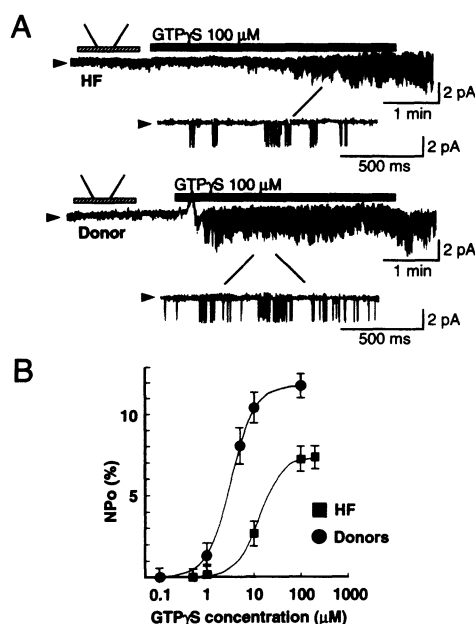 A
GTPγS 100 μM
HF
2 pA
1 min
2 pA
500 ms
GTPγS 100 μM
Donor
2 pA
1 min
2 pA
500 ms
B
NPo (%)
10
5
HF
Donors
0.1 1 10 100 1000
GTPγS concentration (μM)